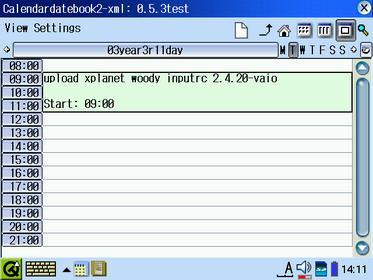 Calendardatebook2-xml: 0.5.3test
View Settings
03year3r11day
M T W T F S S
08:00
09:00 upload xplanet woody inputrc 2.4.20-vaio
10:00
11:00 Start: 09:00
12:00
13:00
14:00
15:00
16:00
17:00
18:00
19:00
20:00
21:00
A 14:11